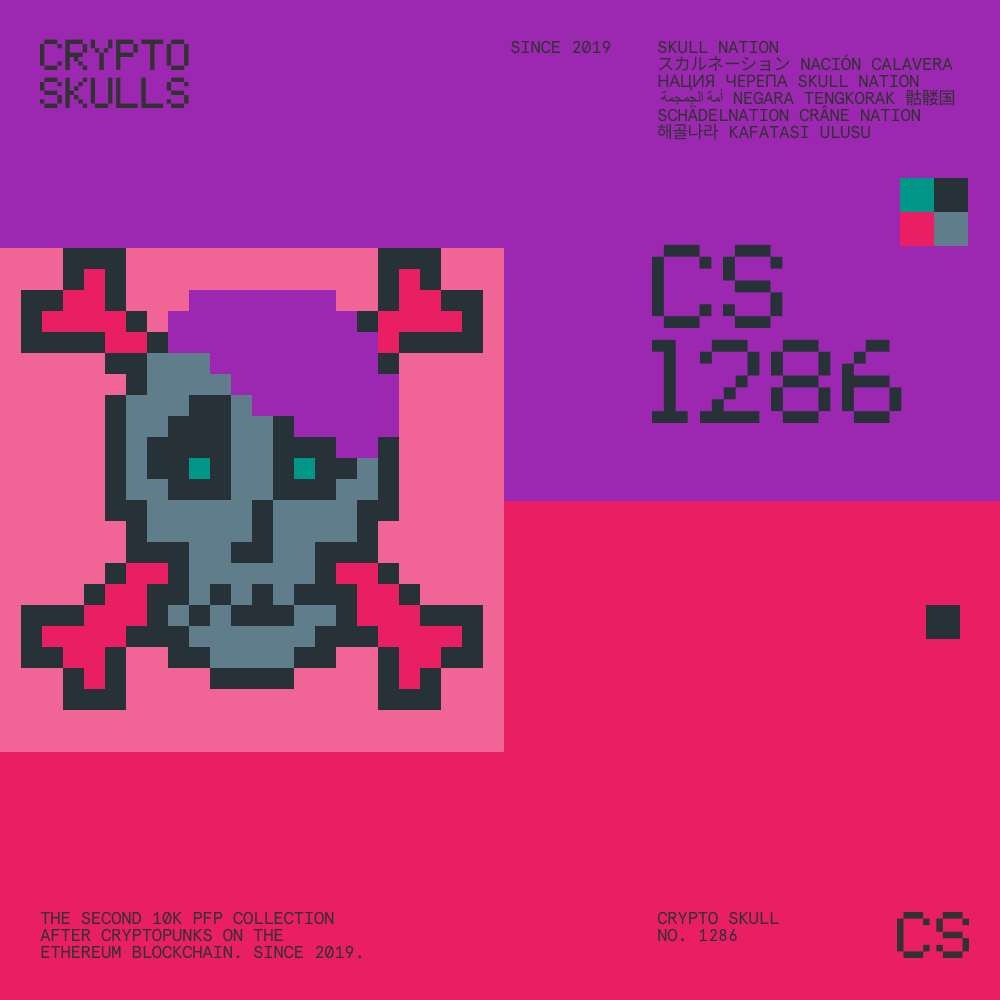 CRYPTO
SKULLS
SINCE 2019
SKULL NATION
スカルネーション NACIÓN CALAVERA
НАЦИЯ ЧЕРЕПА SKULL NATION
أمة الجمجمة NEGARA TENGKORAK 骷髅国
SCHÄDELNATION CRÂNE NATION
해골나라 KAFATASI ULUSU
CS
1286
THE SECOND 10K PFP COLLECTION
AFTER CRYPTOPUNKS ON THE
ETHEREUM BLOCKCHAIN. SINCE 2019.
CRYPTO SKULL
NO. 1286
CS